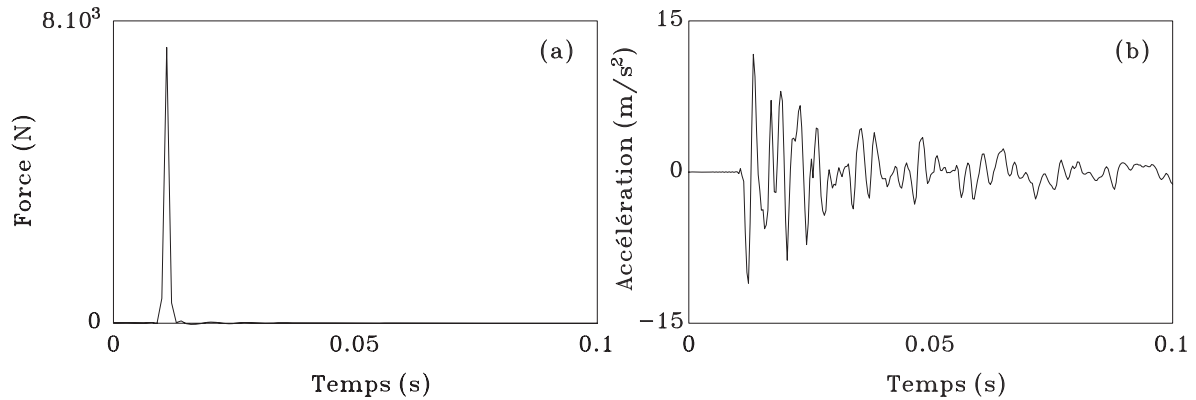 8.10³
(a)
Force (N)
0
0
0.05
0.1
Temps (s)
15
(b)
Accélération (m/s²)
0
−15
0
0.05
0.1
Temps (s)